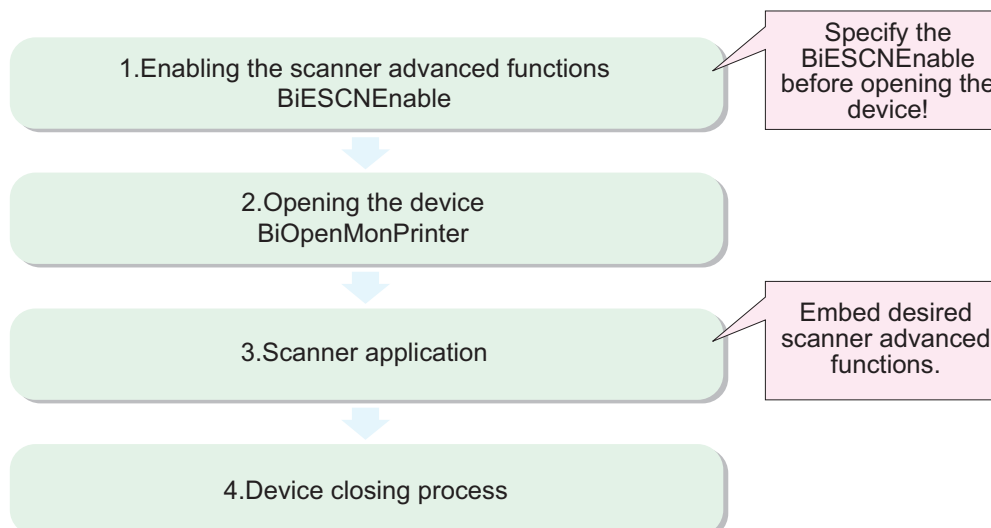 1.Enabling the scanner advanced functions
BiESCNEnable
Specify the
BiESCNEnable
before opening the
device!
2.Opening the device
BiOpenMonPrinter
3.Scanner application
Embed desired
scanner advanced
functions.
4.Device closing process